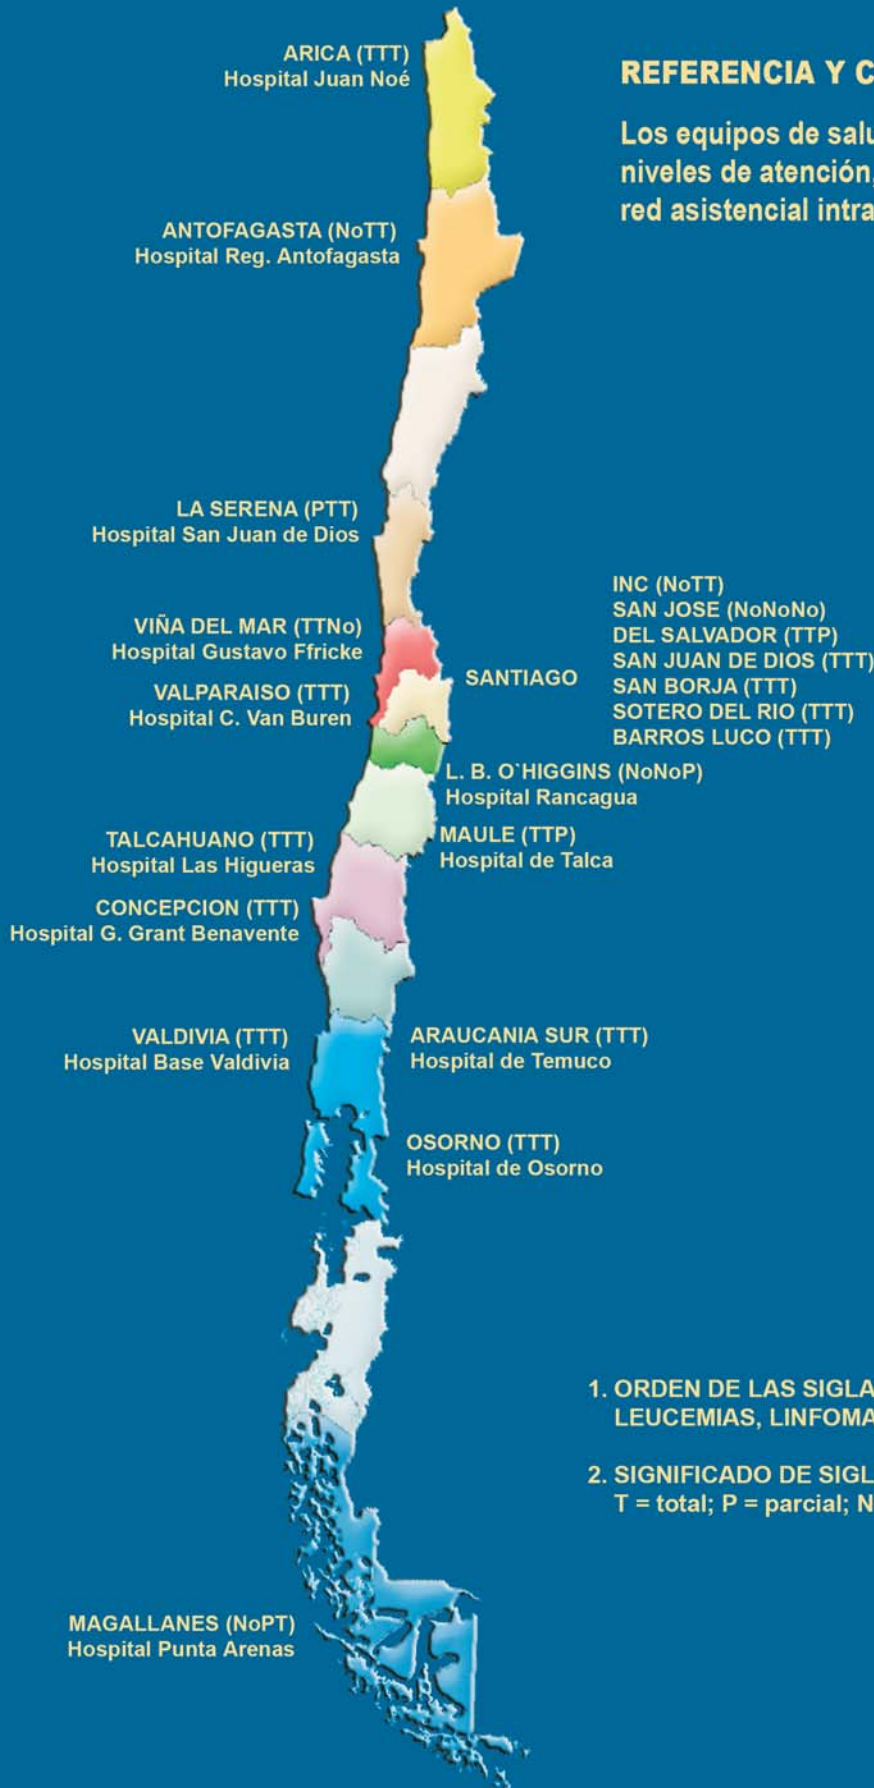 ARICA (TTT)
Hospital Juan Noé
REFERENCIA Y C
Los equipos de salu
niveles de atención,
red asistencial intra
ANTOFAGASTA (NoTT)
Hospital Reg. Antofagasta
LA SERENA (PTT)
Hospital San Juan de Dios
VIÑA DEL MAR (TTNo)
Hospital Gustavo Ffricke
VALPARAISO (TTT)
Hospital C. Van Buren
SANTIAGO
INC (NoTT)
SAN JOSE (NoNoNo)
DEL SALVADOR (TTP)
SAN JUAN DE DIOS (TTT)
SAN BORJA (TTT)
SOTERO DEL RIO (TTT)
BARROS LUCO (TTT)
L. B. O`HIGGINS (NoNoP)
Hospital Rancagua
MAULE (TTP)
Hospital de Talca
TALCAHUANO (TTT)
Hospital Las Higueras
CONCEPCION (TTT)
Hospital G. Grant Benavente
VALDIVIA (TTT)
Hospital Base Valdivia
ARAUCANIA SUR (TTT)
Hospital de Temuco
OSORNO (TTT)
Hospital de Osorno
1. ORDEN DE LAS SIGLA
LEUCEMIAS, LINFOMA
2. SIGNIFICADO DE SIGL
T = total; P = parcial; N
MAGALLANES (NoPT)
Hospital Punta Arenas